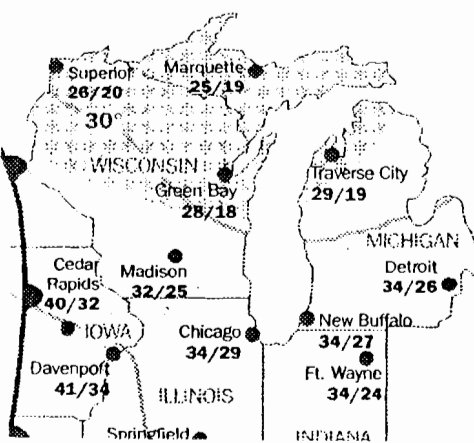 Superior
26/20
Marquette
25/19
30°
WISCONSIN
Green Bay
28/18
Traverse City
29/19
MICHIGAN
Cedar
Rapids
40/32
Madison
32/25
Detroit
34/26
IOWA
Chicago
34/29
New Buffalo
34/27
Davenport
41/34
Ft. Wayne
34/24
ILLINOIS
Springfield
INDIANA